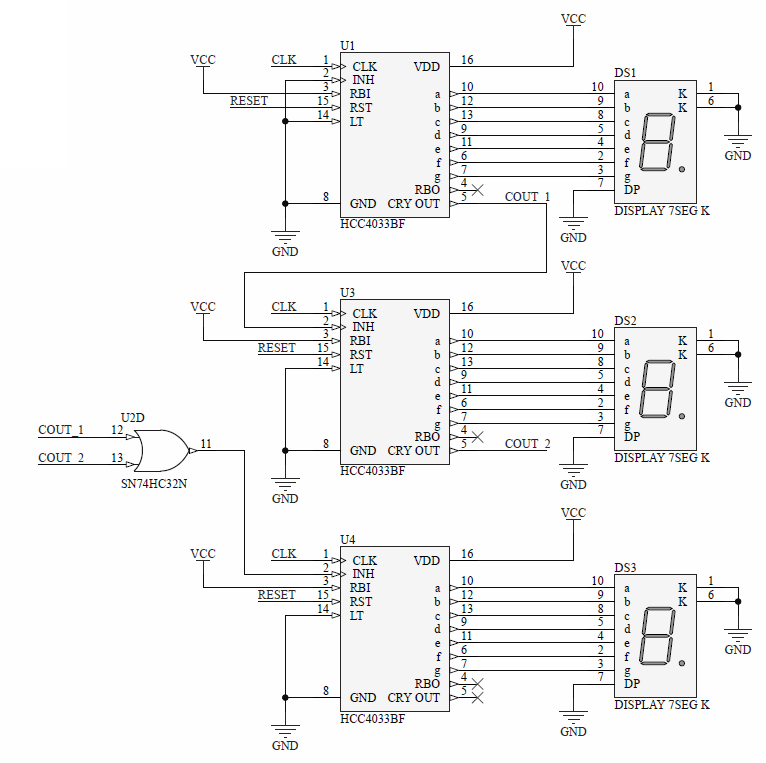 VCC
U1
VCC CLK 1 CLK VDD 16
2 INH DS1
3 RBI a 10 10 a K 1
RESET 15 RST b 12 9 b K 6
14 LT c 13 8 c
d 9 5 d
e 11 4 e GND
f 6 2 f
g 7 3 g
RBO 4 7 DP
8 GND CRY OUT 5 COUT_1
HCC4033BF DISPLAY 7SEG K
GND GND
VCC
U3
VCC CLK 1 CLK VDD 16
2 INH DS2
3 RBI a 10 10 a K 1
RESET 15 RST b 12 9 b K 6
14 LT c 13 8 c
d 9 5 d
e 11 4 e GND
f 6 2 f
U2D g 7 3 g
COUT_1 12 RBO 4 7 DP
11 8 GND CRY OUT 5 COUT_2
COUT_2 13 HCC4033BF DISPLAY 7SEG K
SN74HC32N
GND GND
VCC
U4
VCC CLK 1 CLK VDD 16
2 INH DS3
3 RBI a 10 10 a K 1
RESET 15 RST b 12 9 b K 6
14 LT c 13 8 c
d 9 5 d
e 11 4 e GND
f 6 2 f
g 7 3 g
RBO 4 7 DP
8 GND CRY OUT 5
HCC4033BF DISPLAY 7SEG K
GND GND